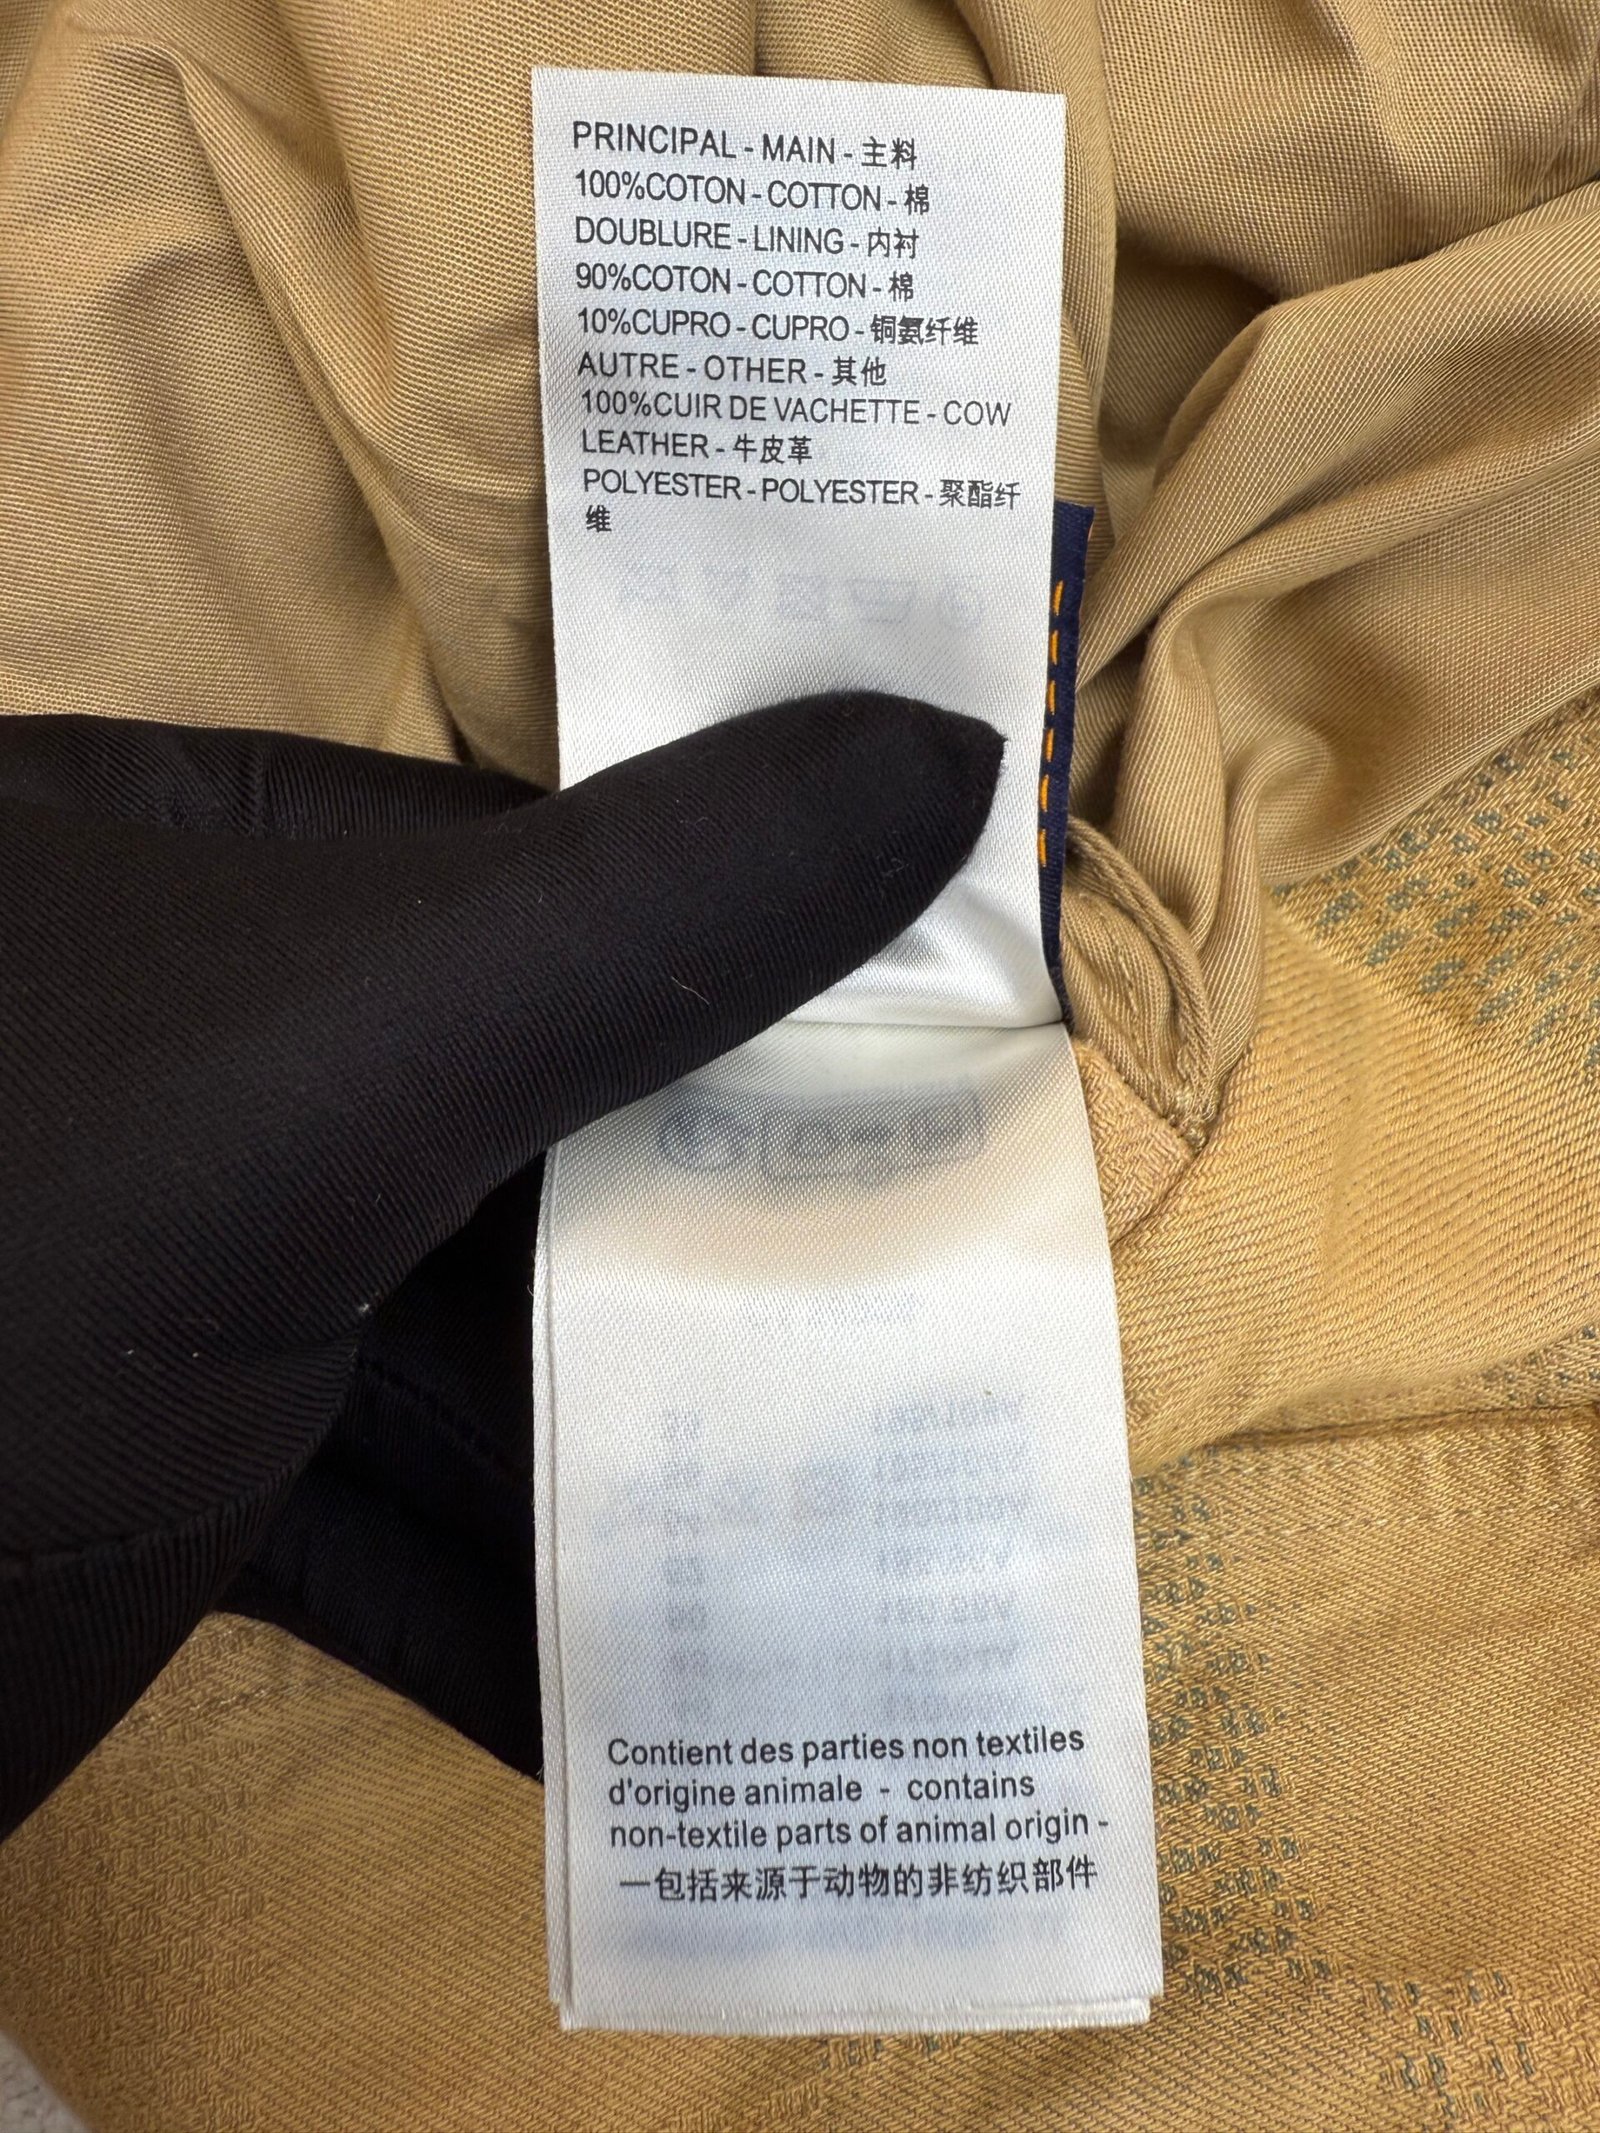 PRINCIPAL - MAIN - 主料
100%COTON - COTTON - 棉
DOUBLURE - LINING - 内衬
90%COTON - COTTON - 棉
10%CUPRO - CUPRO - 铜氨纤维
AUTRE - OTHER - 其他
100%CUIR DE VACHETTE - COW
LEATHER - 牛皮革
POLYESTER - POLYESTER - 聚酯纤
维
Contient des parties non textiles
d'origine animale - contains
non-textile parts of animal origin -
一包括来源于动物的非纺织部件